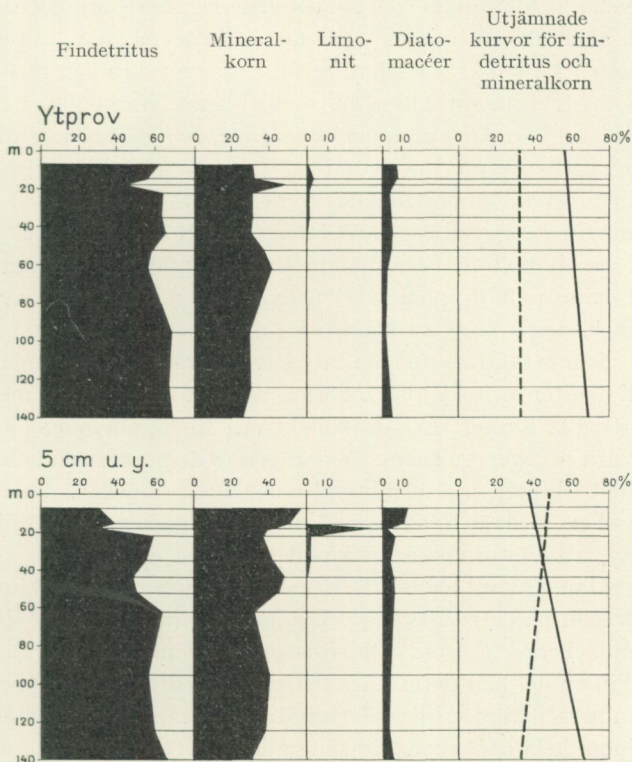 Findetritus
Mineral-
korn
Limo-
nit
Diato-
macéer
Utjämnade
kurvor för fin-
detritus och
mineralkorn
Ytprov
0 20 40 60 0 20 40 0 10 0 10 0 20 40 60 80%
m 0
20
40
60
80
100
120
140
5 cm u. y.
0 20 40 60 0 20 40 0 10 0 10 0 20 40 60 80%
m 0
20
40
60
80
100
120
140